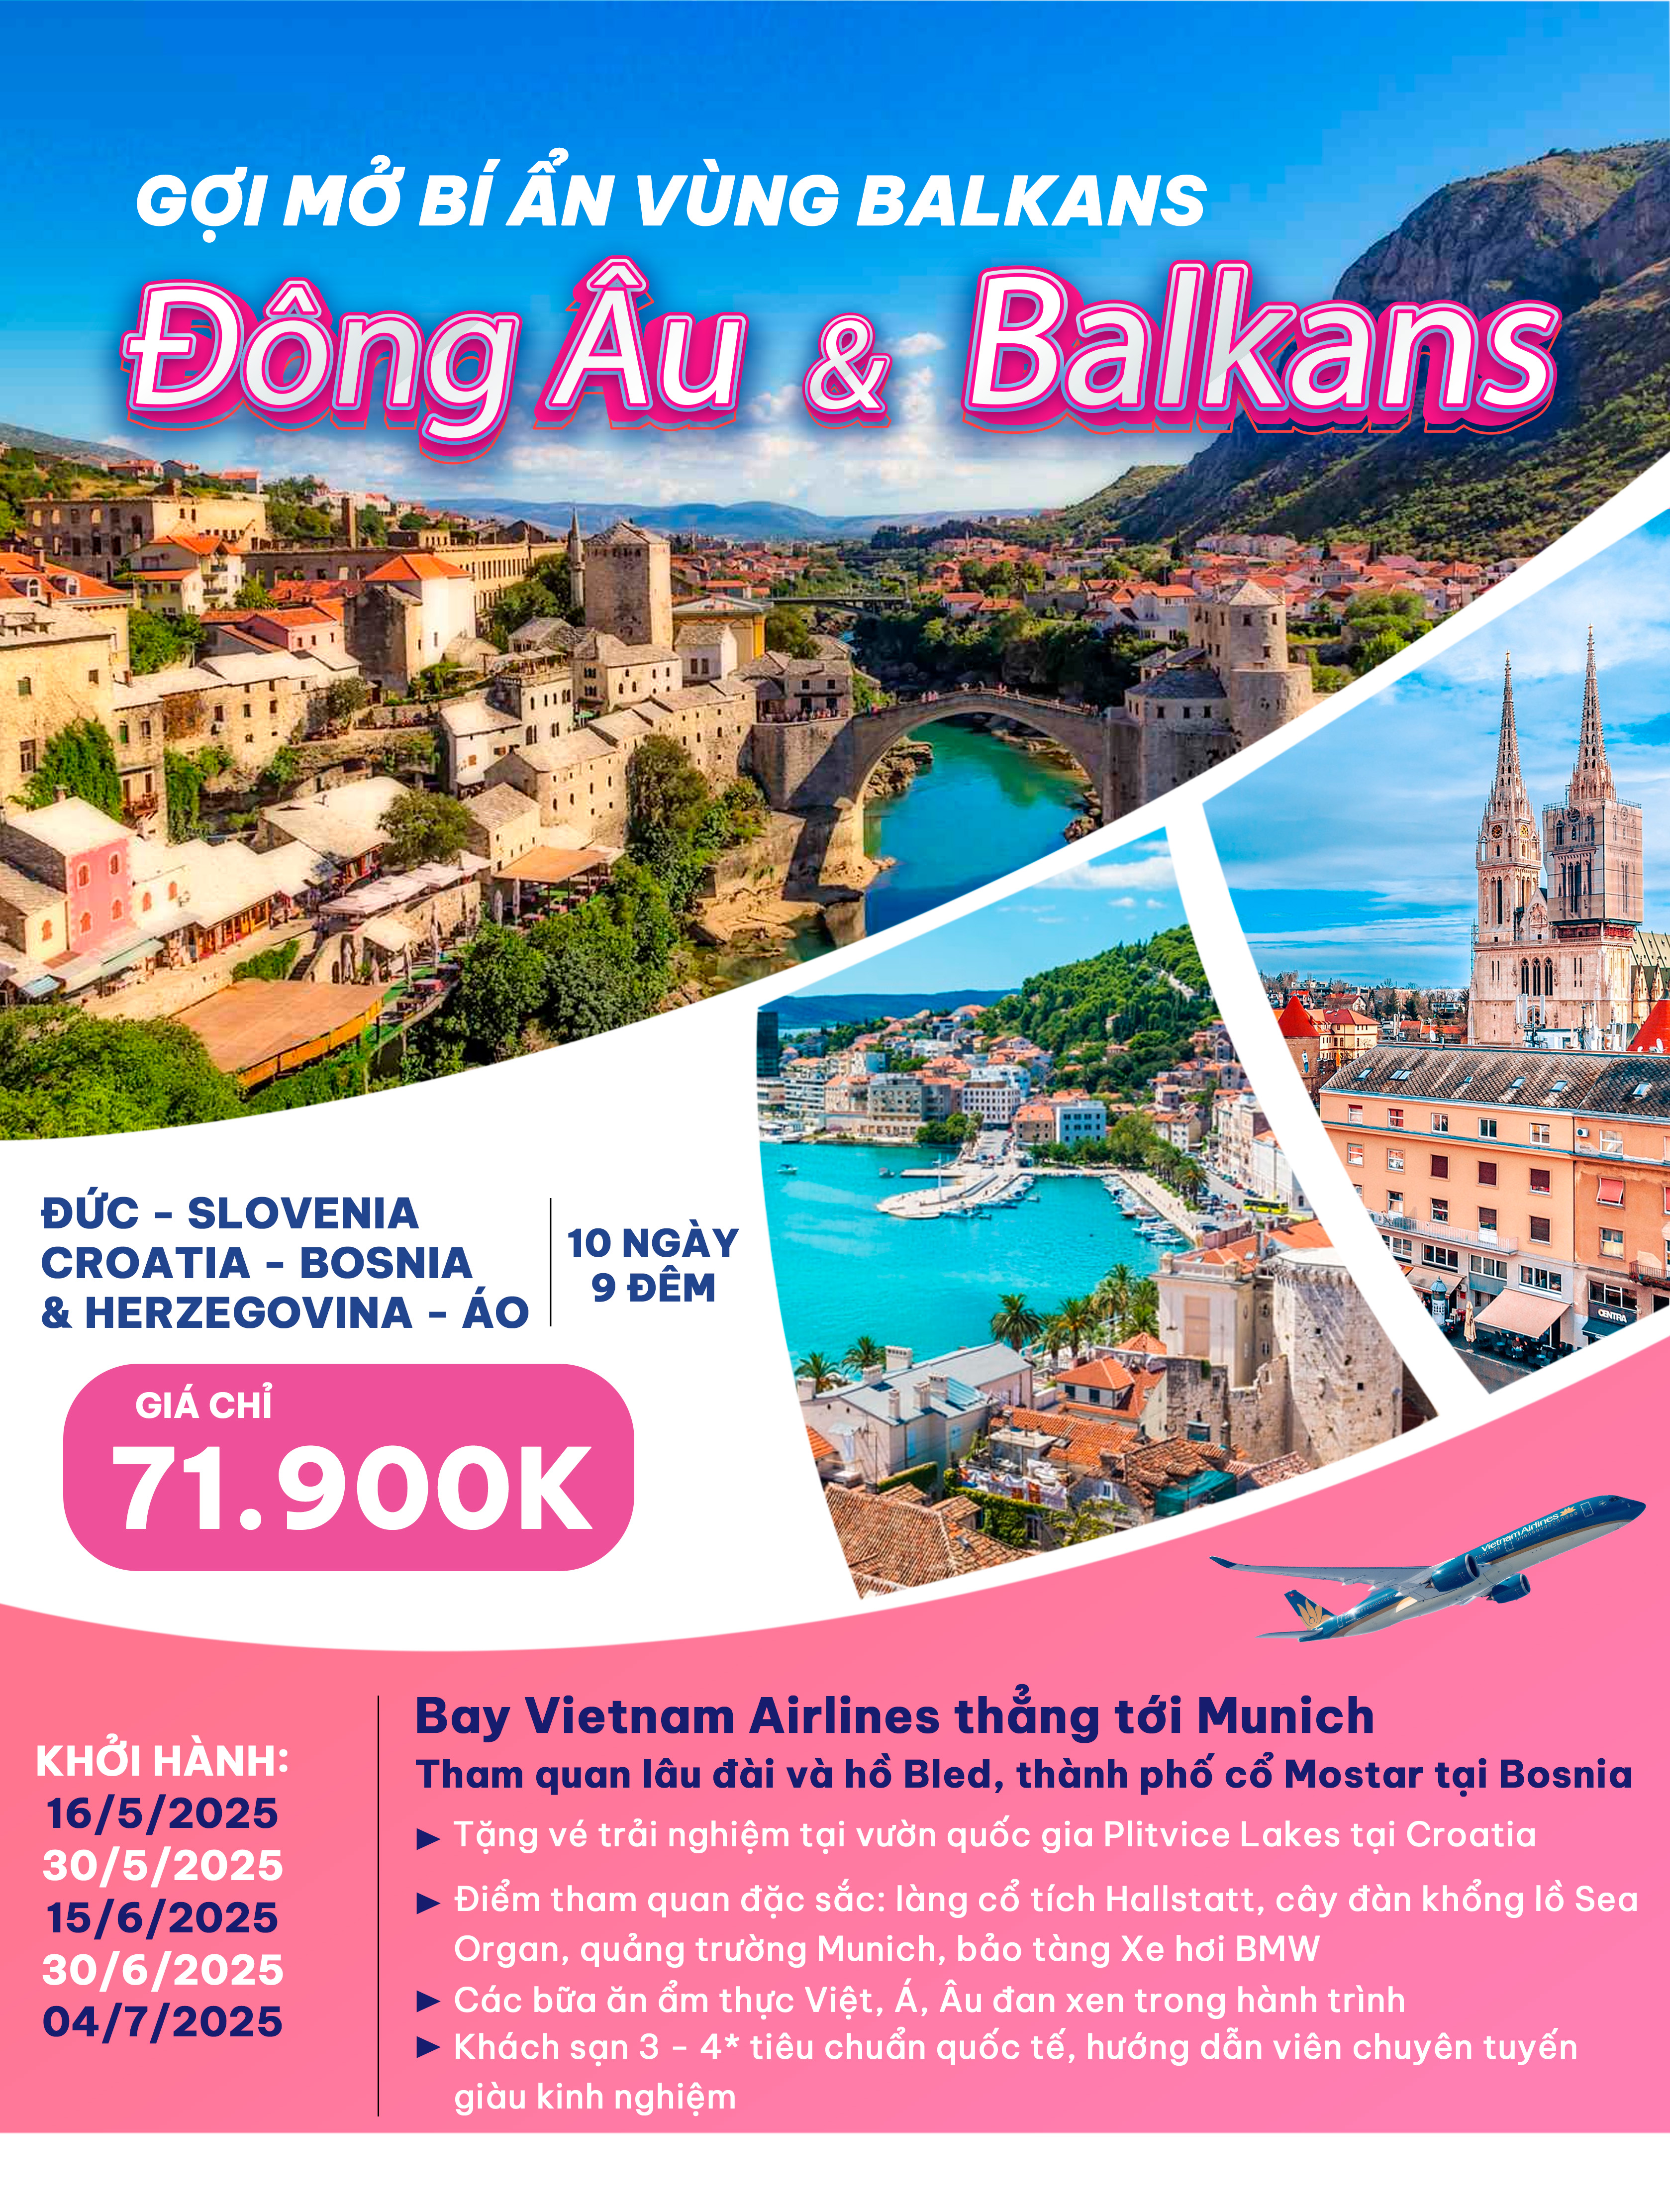 GỢI MỞ BÍ ẨN VÙNG BALKANS
Đông Âu & Balkans
ĐỨC - SLOVENIA
CROATIA - BOSNIA
& HERZEGOVINA - ÁO
10 NGÀY
9 ĐÊM
GIÁ CHỈ
71.900K
CENTRA
Vietnam Airlines
KHỞI HÀNH:
16/5/2025
30/5/2025
15/6/2025
30/6/2025
04/7/2025
Bay Vietnam Airlines thẳng tới Munich
Tham quan lâu đài và hồ Bled, thành phố cổ Mostar tại Bosnia
Tặng vé trải nghiệm tại vườn quốc gia Plitvice Lakes tại Croatia
Điểm tham quan đặc sắc: làng cổ tích Hallstatt, cây đàn khổng lồ Sea
Organ, quảng trường Munich, bảo tàng Xe hơi BMW
Các bữa ăn ẩm thực Việt, Á, Âu đan xen trong hành trình
Khách sạn 3 - 4* tiêu chuẩn quốc tế, hướng dẫn viên chuyên tuyến
giàu kinh nghiệm